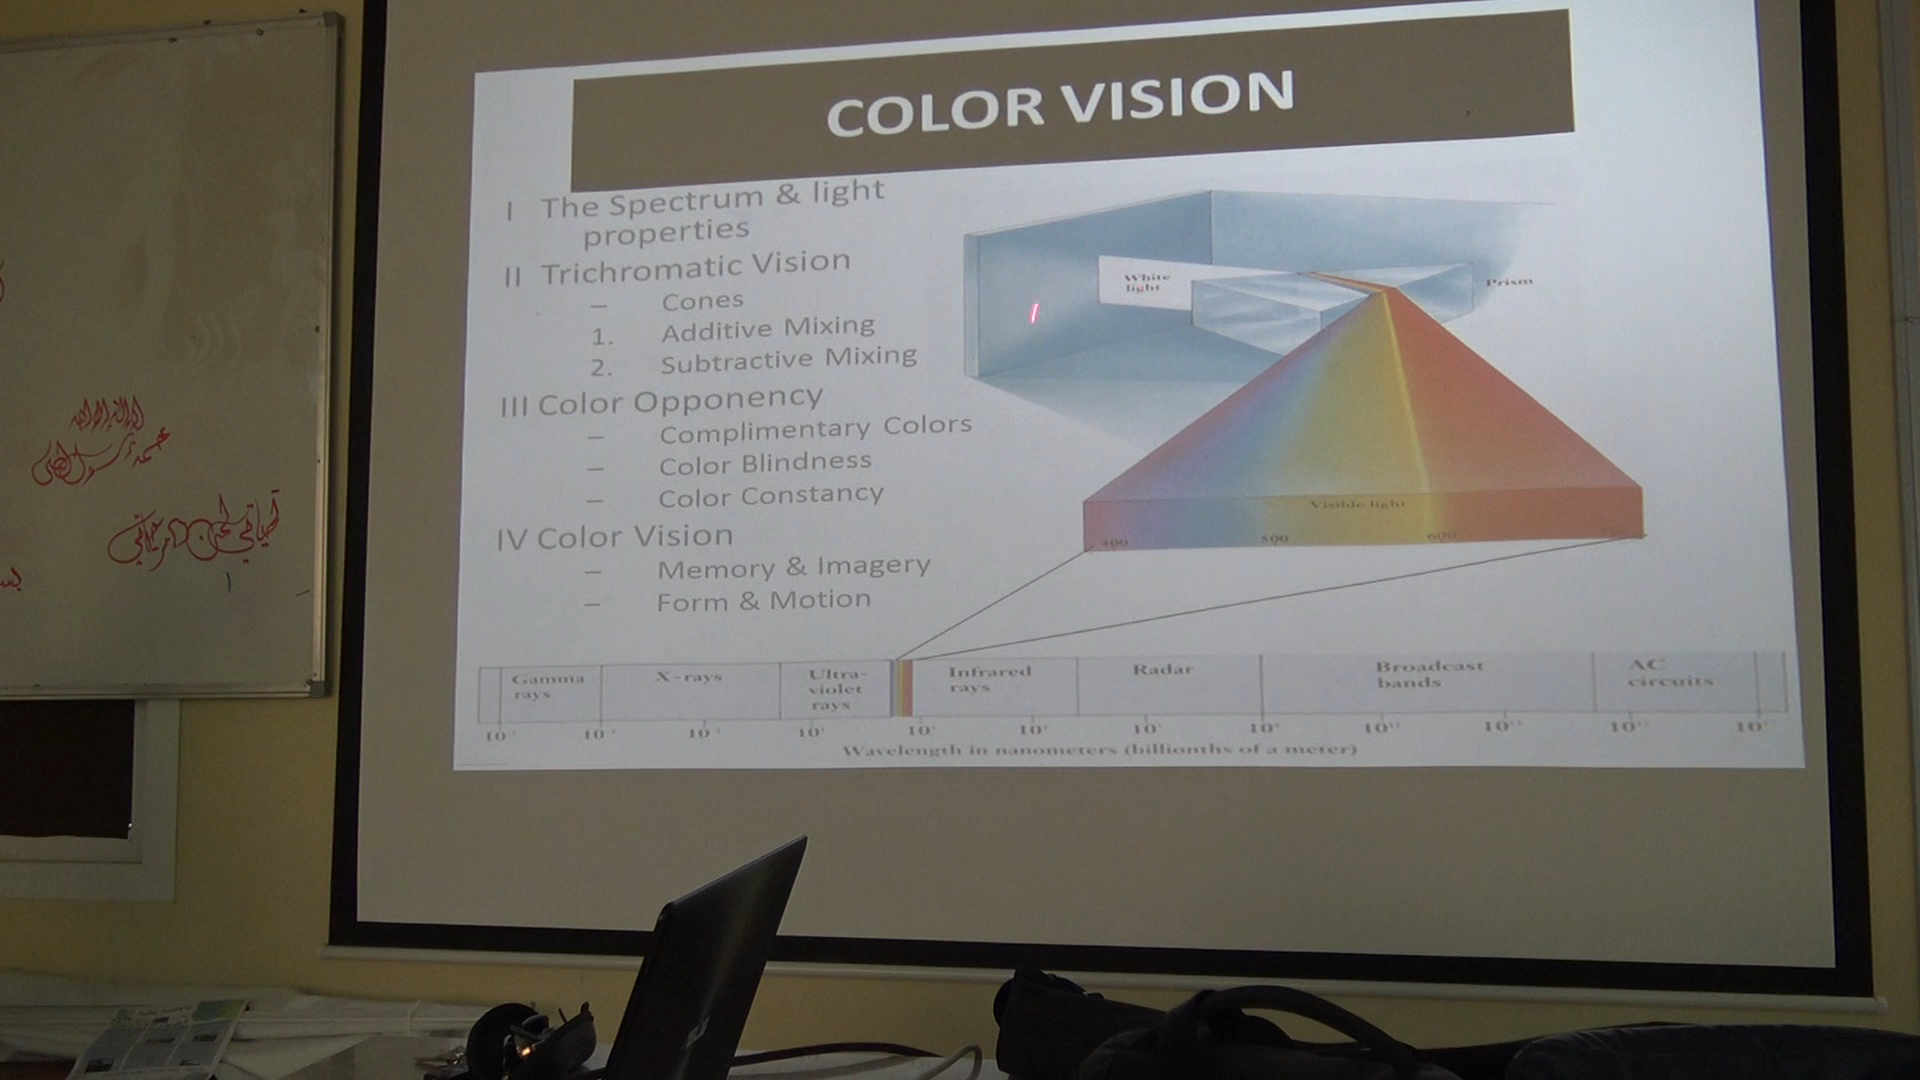 COLOR VISION
I The Spectrum & light
properties
II Trichromatic Vision
– Cones
1. Additive Mixing
2. Subtractive Mixing
III Color Opponency
– Complimentary Colors
– Color Blindness
– Color Constancy
IV Color Vision
– Memory & Imagery
– Form & Motion
White
light
Prism
Visible light
400 500 600
Gamma
rays
X-rays
Ultra-
violet
rays
Infrared
rays
Radar
Broadcast
bands
AC
circuits
Wavelength in nanometers (billionths of a meter)